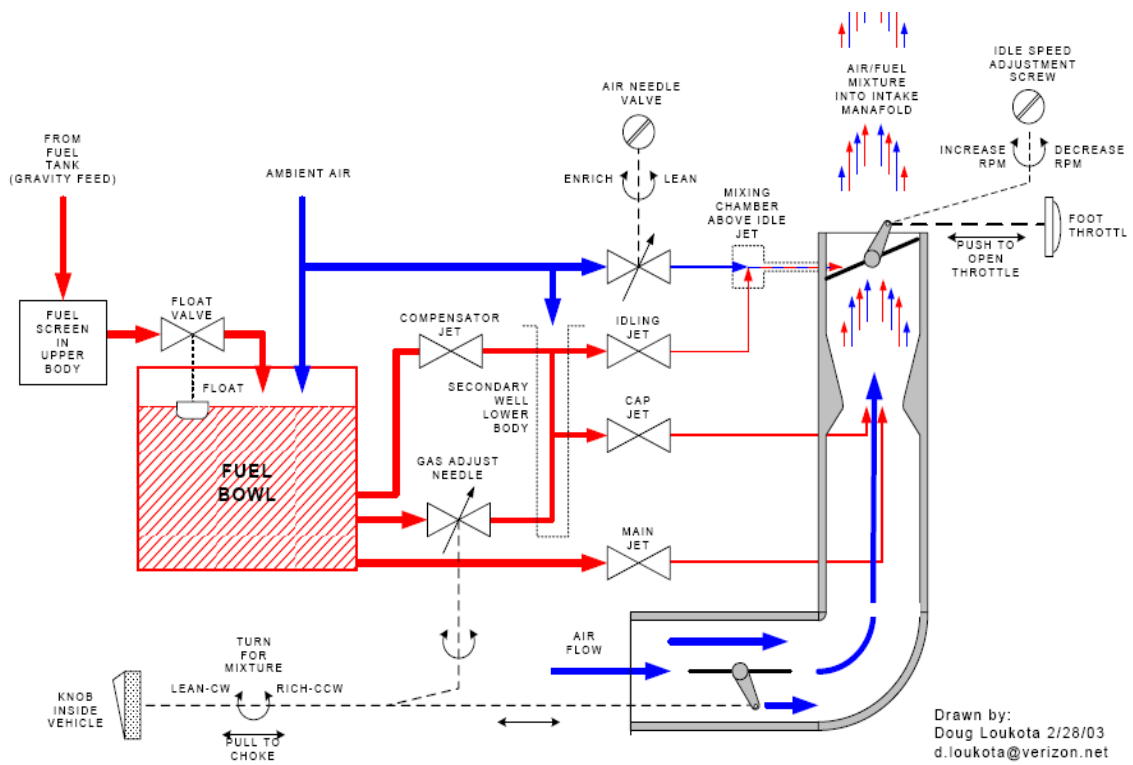 IDLE SPEED
ADJUSTMENT
SCREW
AIR/FUEL
MIXTURE
INTO INTAKE
MANAFOLD
AIR NEEDLE
VALVE
FROM
FUEL
TANK
(GRAVITY FEED)
AMBIENT AIR
INCREASE
RPM
DECREASE
RPM
ENRICH
LEAN
MIXING
CHAMBER
ABOVE IDLE
JET
FOOT
THROTTL
PUSH TO
OPEN
THROTTLE
FLOAT
VALVE
FUEL
SCREEN
IN
UPPER
BODY
COMPENSATOR
JET
IDLING
JET
FLOAT
SECONDARY
WELL
LOWER
BODY
CAP
JET
FUEL
BOWL
GAS ADJUST
NEEDLE
MAIN
JET
TURN
FOR
MIXTURE
AIR
FLOW
KNOB
INSIDE
VEHICLE
LEAN-CW
RICH-CCW
PULL TO
CHOKE
Drawn by:
Doug Loukota 2/28/03
d.loukota@verizon.net